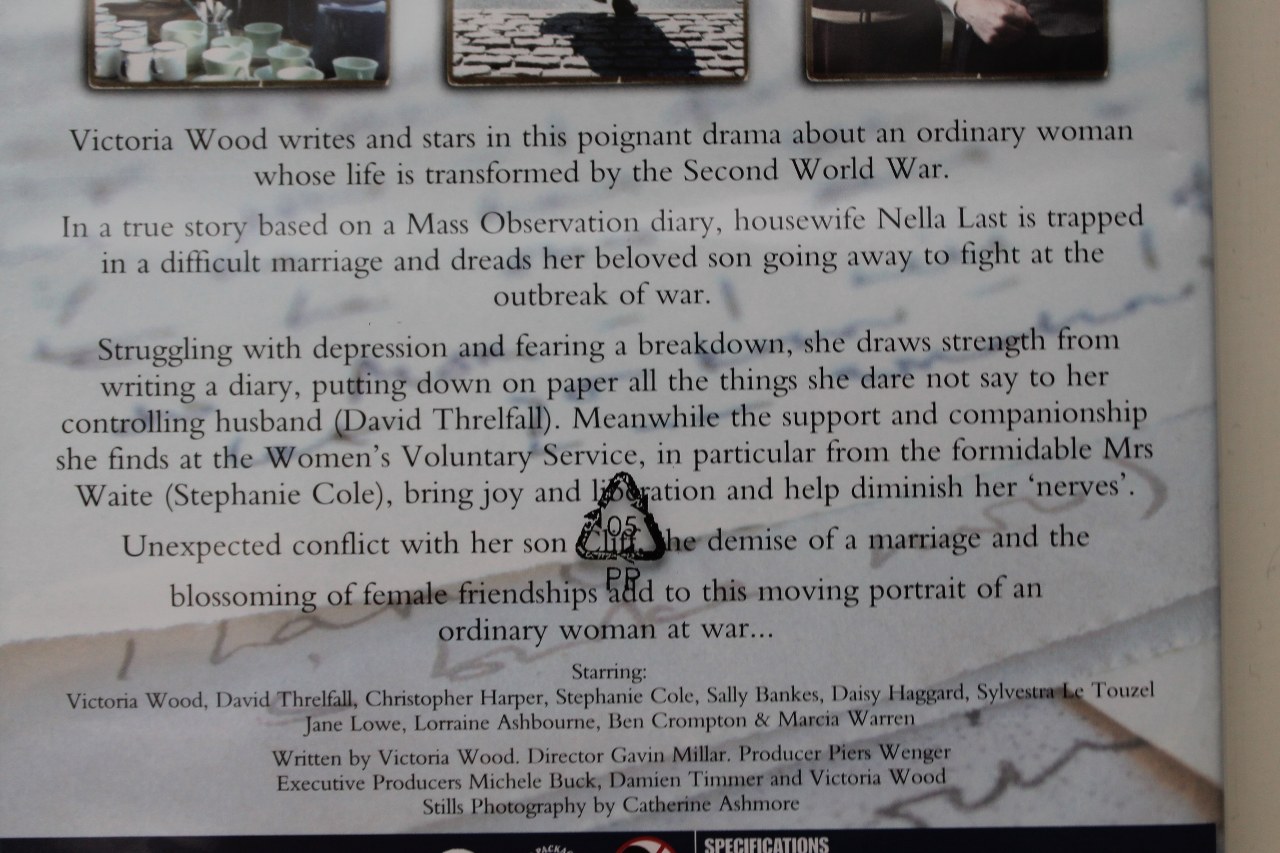 Victoria Wood writes and stars in this poignant drama about an ordinary woman
whose life is transformed by the Second World War.
In a true story based on a Mass Observation diary, housewife Nella Last is trapped
in a difficult marriage and dreads her beloved son going away to fight at the
outbreak of war.
Struggling with depression and fearing a breakdown, she draws strength from
writing a diary, putting down on paper all the things she dare not say to her
controlling husband (David Threlfall). Meanwhile the support and companionship
she finds at the Women's Voluntary Service, in particular from the formidable Mrs
Waite (Stephanie Cole), bring joy and liberation and help diminish her ‘nerves’.
Unexpected conflict with her son Cliff, the demise of a marriage and the
05
PP
blossoming of female friendships add to this moving portrait of an
ordinary woman at war...
Starring:
Victoria Wood, David Threlfall, Christopher Harper, Stephanie Cole, Sally Bankes, Daisy Haggard, Sylvestra Le Touzel
Jane Lowe, Lorraine Ashbourne, Ben Crompton & Marcia Warren
Written by Victoria Wood. Director Gavin Millar. Producer Piers Wenger
Executive Producers Michele Buck, Damien Timmer and Victoria Wood
Stills Photography by Catherine Ashmore
SPECIFICATIONS